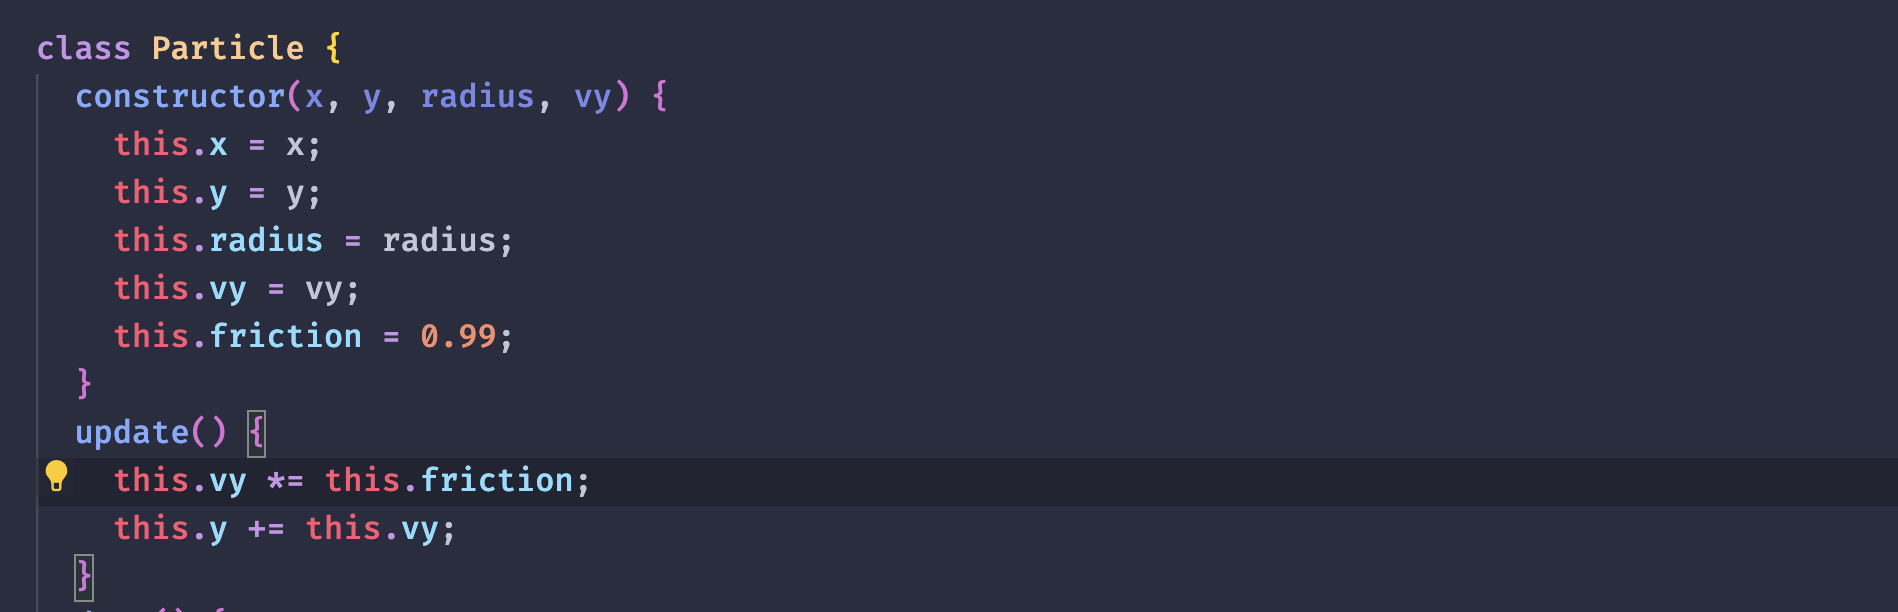 class Particle {
constructor(x, y, radius, vy) {
this.x = x;
this.y = y;
this.radius = radius;
this.vy = vy;
this.friction = 0.99;
}
update() {
this.vy *= this.friction;
this.y += this.vy;
}